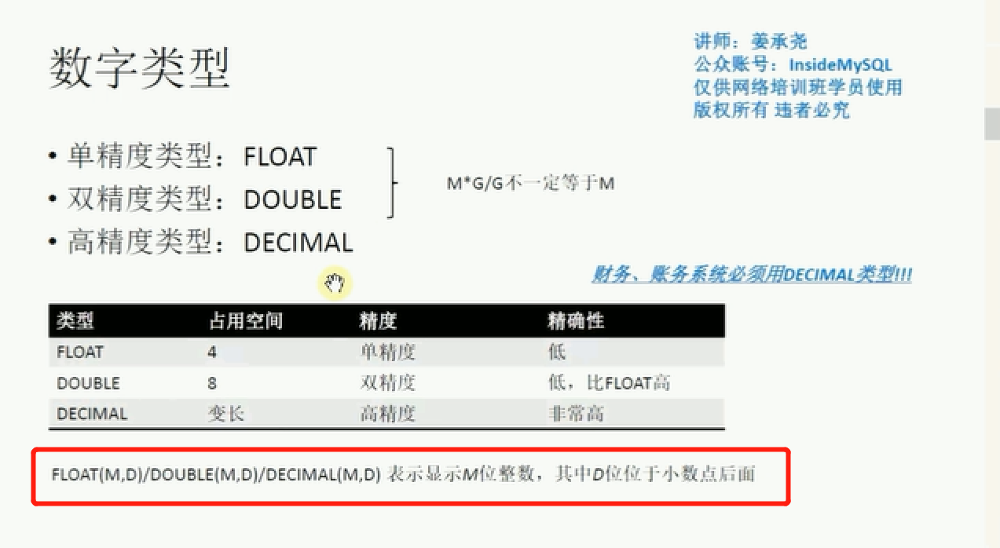 数字类型
讲师：姜承尧
公众账号：InsideMySQL
仅供网络培训班学员使用
版权所有 违者必究
• 单精度类型：FLOAT
• 双精度类型：DOUBLE
M*G/G不一定等于M
• 高精度类型：DECIMAL
财务、账务系统必须用DECIMAL类型!!!
类型 占用空间 精度 精确性
FLOAT 4 单精度 低
DOUBLE 8 双精度 低，比FLOAT高
DECIMAL 变长 高精度 非常高
FLOAT(M,D)/DOUBLE(M,D)/DECIMAL(M,D) 表示显示M位整数，其中D位位于小数点后面